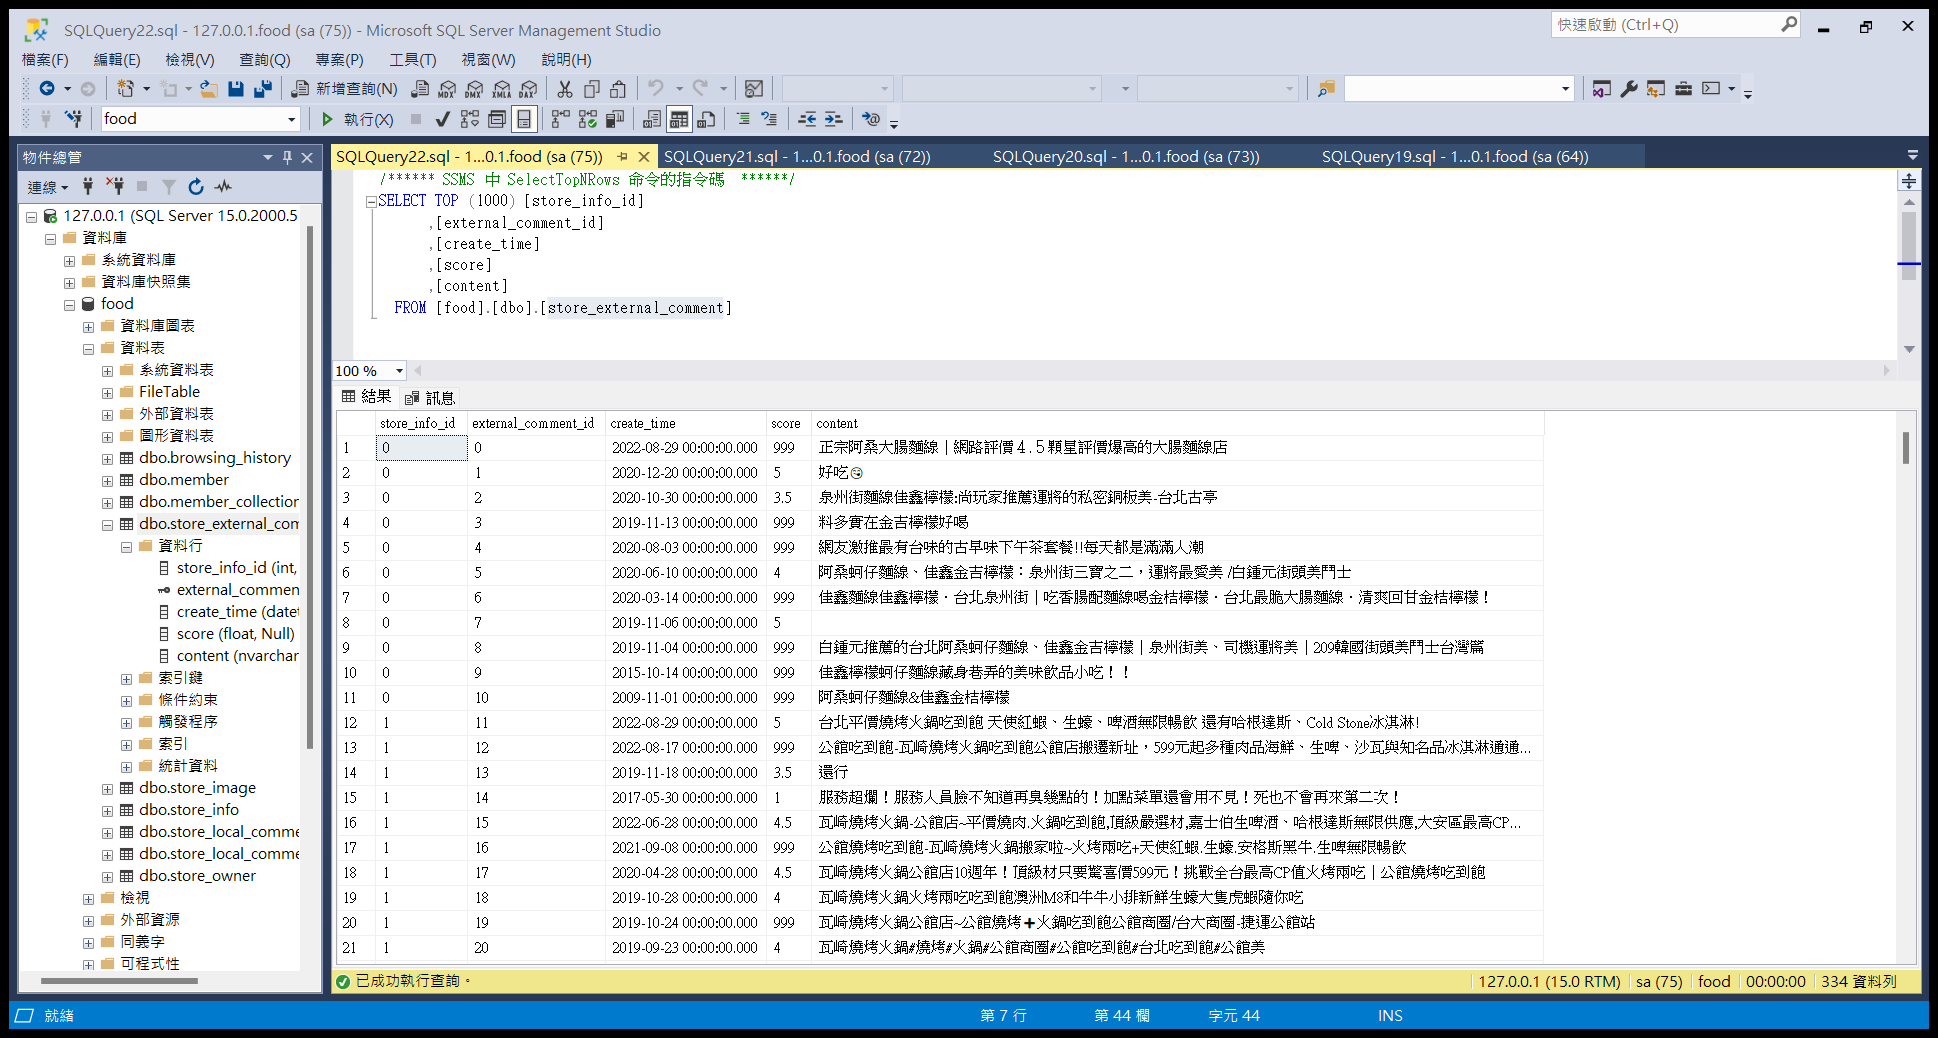 SQLQuery22.sql - 127.0.0.1.food (sa (75)) - Microsoft SQL Server Management Studio
快速啟動 (Ctrl+Q)
檔案(F) 編輯(E) 檢視(V) 查詢(Q) 專案(P) 工具(T) 視窗(W) 說明(H)
新增查詢(N) MDX DMX XMLA DAX
food 執行(X)
物件總管
SQLQuery22.sql - 1...0.1.food (sa (75)) SQLQuery21.sql - 1...0.1.food (sa (72)) SQLQuery20.sql - 1...0.1.food (sa (73)) SQLQuery19.sql - 1...0.1.food (sa (64))
連線
127.0.0.1 (SQL Server 15.0.2000.5
資料庫
系統資料庫
資料庫快照集
food
資料庫圖表
資料表
系統資料表
FileTable
外部資料表
圖形資料表
dbo.browsing_history
dbo.member
dbo.member_collection
dbo.store_external_com
資料行
store_info_id (int,
external_commen
create_time (datet
score (float, Null)
content (nvarchar
索引鍵
條件約束
觸發程序
索引
統計資料
dbo.store_image
dbo.store_info
dbo.store_local_comme
dbo.store_local_comme
dbo.store_owner
檢視
外部資源
同義字
可程式性
/****** SSMS 中 SelectTopNRows 命令的指令碼  ******/
SELECT TOP (1000) [store_info_id]
,[external_comment_id]
,[create_time]
,[score]
,[content]
FROM [food].[dbo].[store_external_comment]
100 %
結果 訊息
store_info_id external_comment_id create_time score content
1 0 0 2022-08-29 00:00:00.000 999 正宗阿桑大腸麵線｜網路評價４.５顆星評價爆高的大腸麵線店
2 0 1 2020-12-20 00:00:00.000 5 好吃😋
3 0 2 2020-10-30 00:00:00.000 3.5 泉州街麵線佳鑫檸檬:尚玩家推薦運將的私密銅板美-台北古亭
4 0 3 2019-11-13 00:00:00.000 999 料多實在金吉檸檬好喝
5 0 4 2020-08-03 00:00:00.000 999 網友激推最有台味的古早味下午茶套餐!!每天都是滿滿人潮
6 0 5 2020-06-10 00:00:00.000 4 阿桑蚵仔麵線、佳鑫金吉檸檬：泉州街三寶之二，運將最愛美 /白鍾元街頭美鬥士
7 0 6 2020-03-14 00:00:00.000 999 佳鑫麵線佳鑫檸檬．台北泉州街｜吃香腸配麵線喝金桔檸檬．台北最脆大腸麵線．清爽回甘金桔檸檬！
8 0 7 2019-11-06 00:00:00.000 5
9 0 8 2019-11-04 00:00:00.000 999 白鍾元推薦的台北阿桑蚵仔麵線、佳鑫金吉檸檬｜泉州街美、司機運將美｜209韓國街頭美鬥士台灣篇
10 0 9 2015-10-14 00:00:00.000 999 佳鑫檸檬蚵仔麵線藏身巷弄的美味飲品小吃！！
11 0 10 2009-11-01 00:00:00.000 999 阿桑蚵仔麵線&佳鑫金桔檸檬
12 1 11 2022-08-29 00:00:00.000 5 台北平價燒烤火鍋吃到飽 天使紅蝦、生蠔、啤酒無限暢飲 還有哈根達斯、Cold Stone冰淇淋!
13 1 12 2022-08-17 00:00:00.000 999 公館吃到飽-瓦崎燒烤火鍋吃到飽公館店搬遷新址，599元起多種肉品海鮮、生啤、沙瓦與知名品冰淇淋通通...
14 1 13 2019-11-18 00:00:00.000 3.5 還行
15 1 14 2017-05-30 00:00:00.000 1 服務超爛！服務人員臉不知道再臭幾點的！加點菜單還會用不見！死也不會再來第二次！
16 1 15 2022-06-28 00:00:00.000 4.5 瓦崎燒烤火鍋-公館店~平價燒肉.火鍋吃到飽,頂級嚴選材,嘉士伯生啤酒、哈根達斯無限供應,大安區最高CP...
17 1 16 2021-09-08 00:00:00.000 999 公館燒烤吃到飽-瓦崎燒烤火鍋搬家啦~火烤兩吃+天使紅蝦.生蠔.安格斯黑牛.生啤無限暢飲
18 1 17 2020-04-28 00:00:00.000 4.5 瓦崎燒烤火鍋公館店10週年！頂級材只要驚喜價599元！挑戰全台最高CP值火烤兩吃｜公館燒烤吃到飽
19 1 18 2019-10-28 00:00:00.000 4 瓦崎燒烤火鍋火烤兩吃吃到飽澳洲M8和牛牛小排新鮮生蠔大隻虎蝦隨你吃
20 1 19 2019-10-24 00:00:00.000 999 瓦崎燒烤火鍋公館店~公館燒烤➕火鍋吃到飽公館商圈/台大商圈-捷運公館站
21 1 20 2019-09-23 00:00:00.000 4 瓦崎燒烤火鍋#燒烤#火鍋#公館商圈#公館吃到飽#台北吃到飽#公館美
已成功執行查詢。 127.0.0.1 (15.0 RTM) sa (75) food 00:00:00 334 資料列
就緒 第 7 行 第 44 欄 字元 44 INS